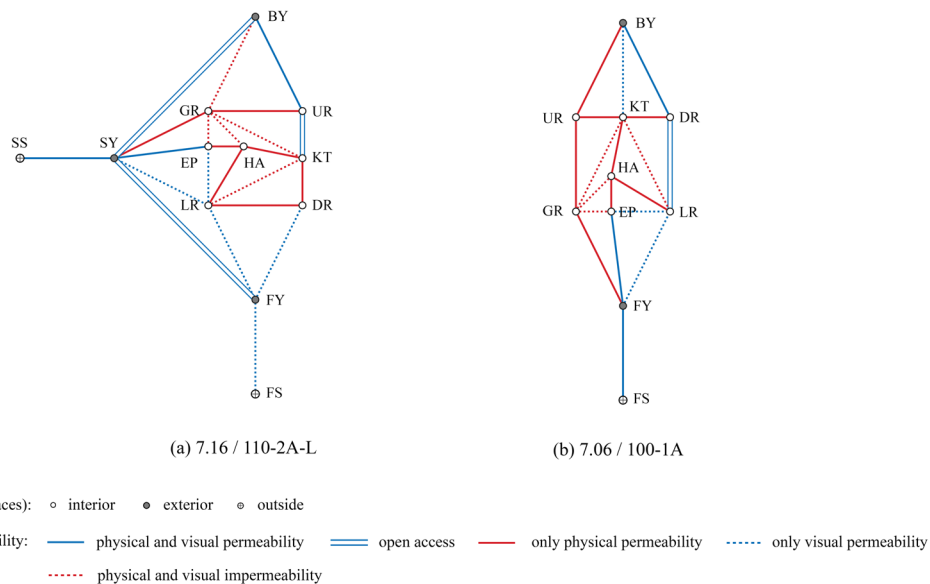 BY
GR
UR
SS
SY
EP
HA
KT
LR
DR
FY
FS
(a) 7.16 / 110-2A-L
BY
UR
KT
DR
HA
GR
EP
LR
FY
FS
(b) 7.06 / 100-1A
aces): interior exterior outside
ility: physical and visual permeability open access only physical permeability only visual permeability
physical and visual impermeability